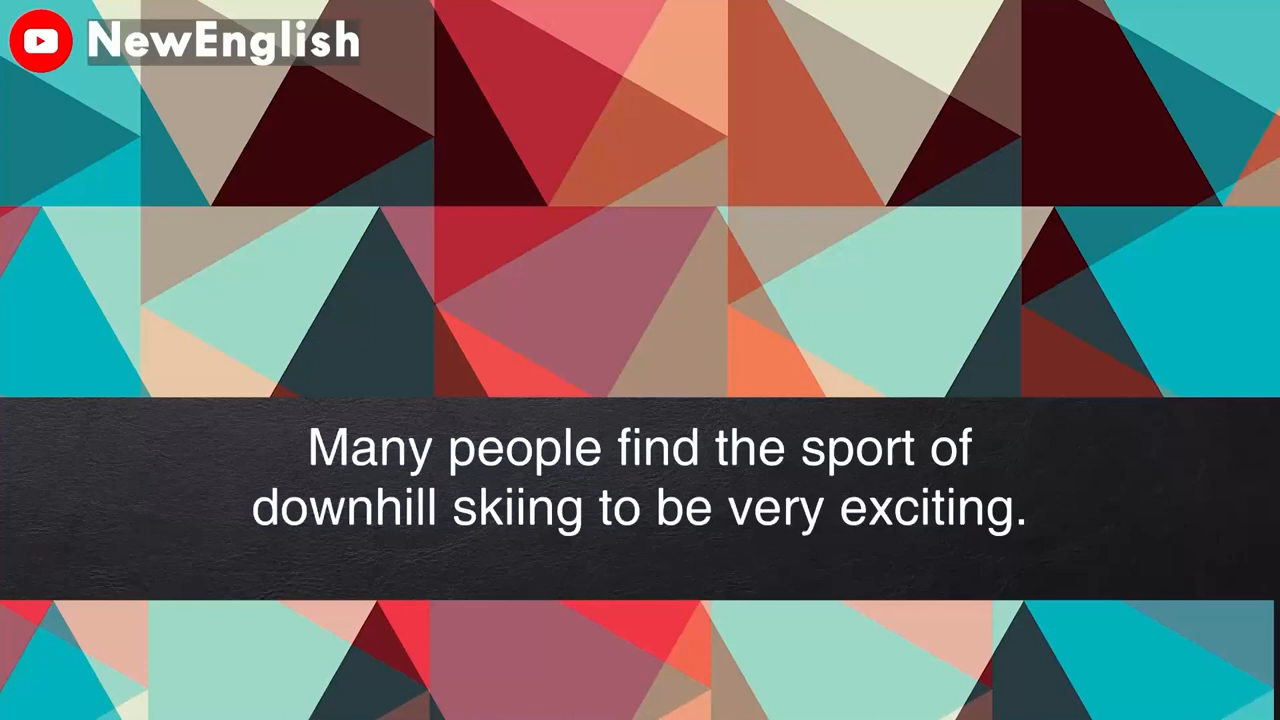 NewEnglish
Many people find the sport of
downhill skiing to be very exciting.